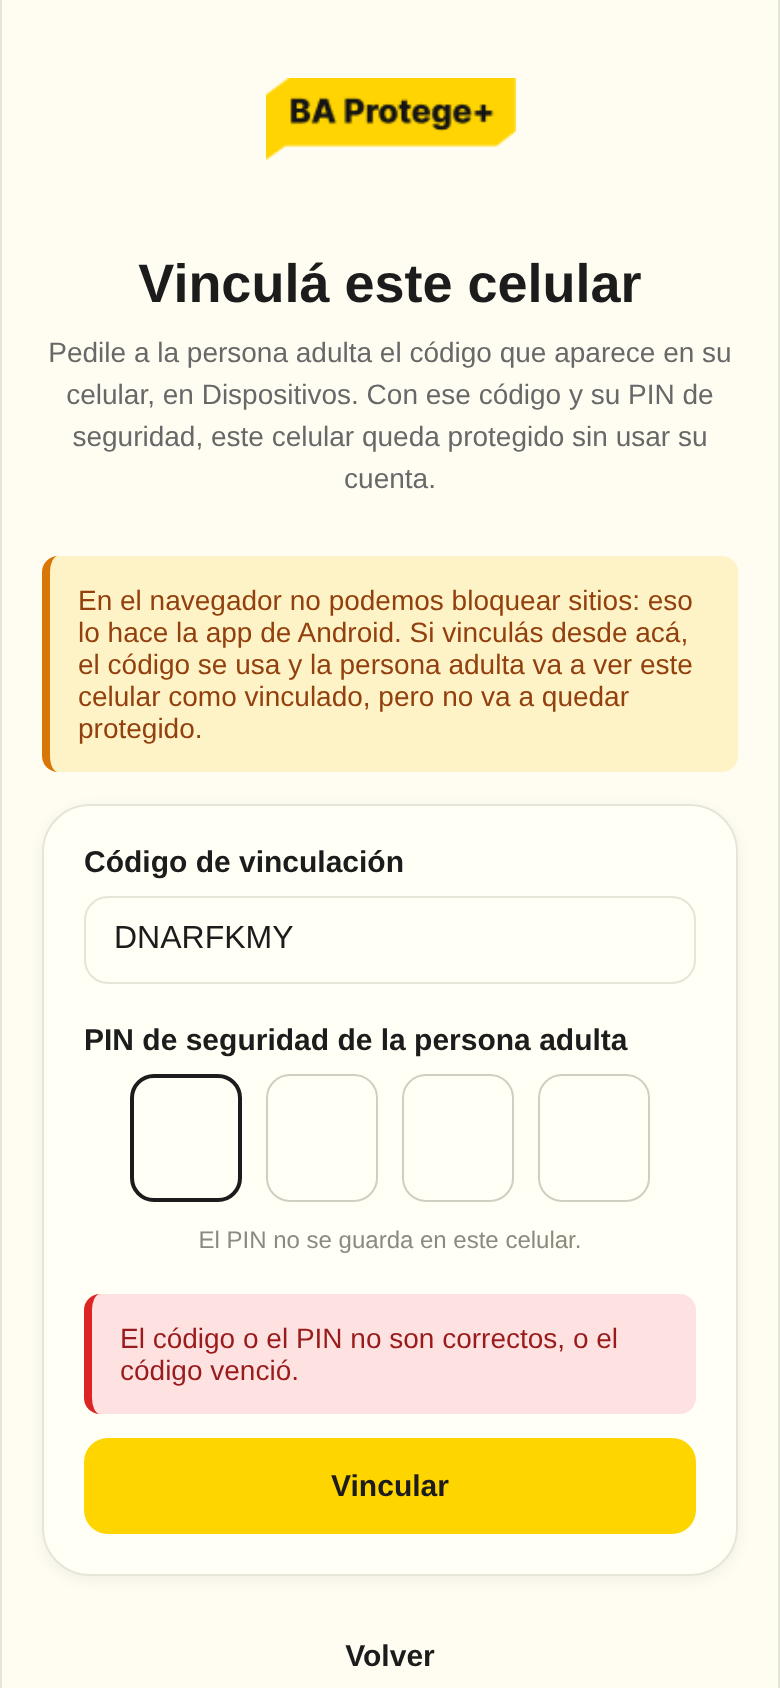 BA Protege+
Vinculá este celular
Pedile a la persona adulta el código que aparece en su
celular, en Dispositivos. Con ese código y su PIN de
seguridad, este celular queda protegido sin usar su
cuenta.
En el navegador no podemos bloquear sitios: eso
lo hace la app de Android. Si vinculás desde acá,
el código se usa y la persona adulta va a ver este
celular como vinculado, pero no va a quedar
protegido.
Código de vinculación
DNARFKMY
PIN de seguridad de la persona adulta
El PIN no se guarda en este celular.
El código o el PIN no son correctos, o el
código venció.
Vincular
Volver